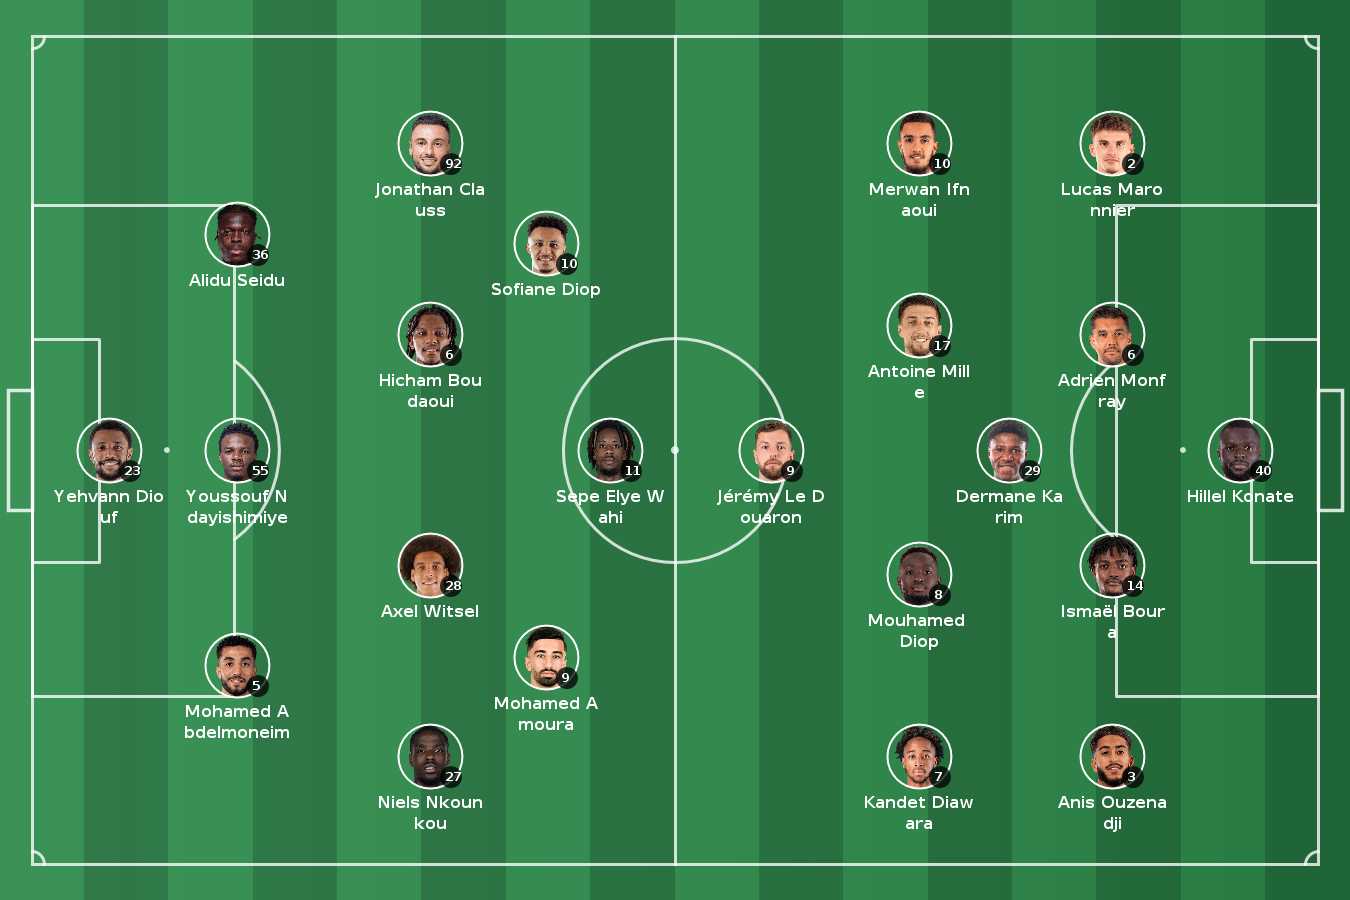 92
Jonathan Cla
uss
10
Merwan Ifn
aoui
2
Lucas Maro
nnier
36
Alidu Seidu
10
Sofiane Diop
6
Hicham Bou
daoui
17
Antoine Mill
e
6
Adrien Monf
ray
23
Yehvann Dio
uf
55
Youssouf N
dayishimiye
11
Sepe Elye W
ahi
9
Jérémy Le D
ouaron
29
Dermane Ka
rim
40
Hillel Konate
28
Axel Witsel
8
Mouhamed
Diop
14
Ismaël Bour
a
5
Mohamed A
bdelmoneim
9
Mohamed A
moura
27
Niels Nkoun
kou
7
Kandet Diaw
ara
3
Anis Ouzena
dji